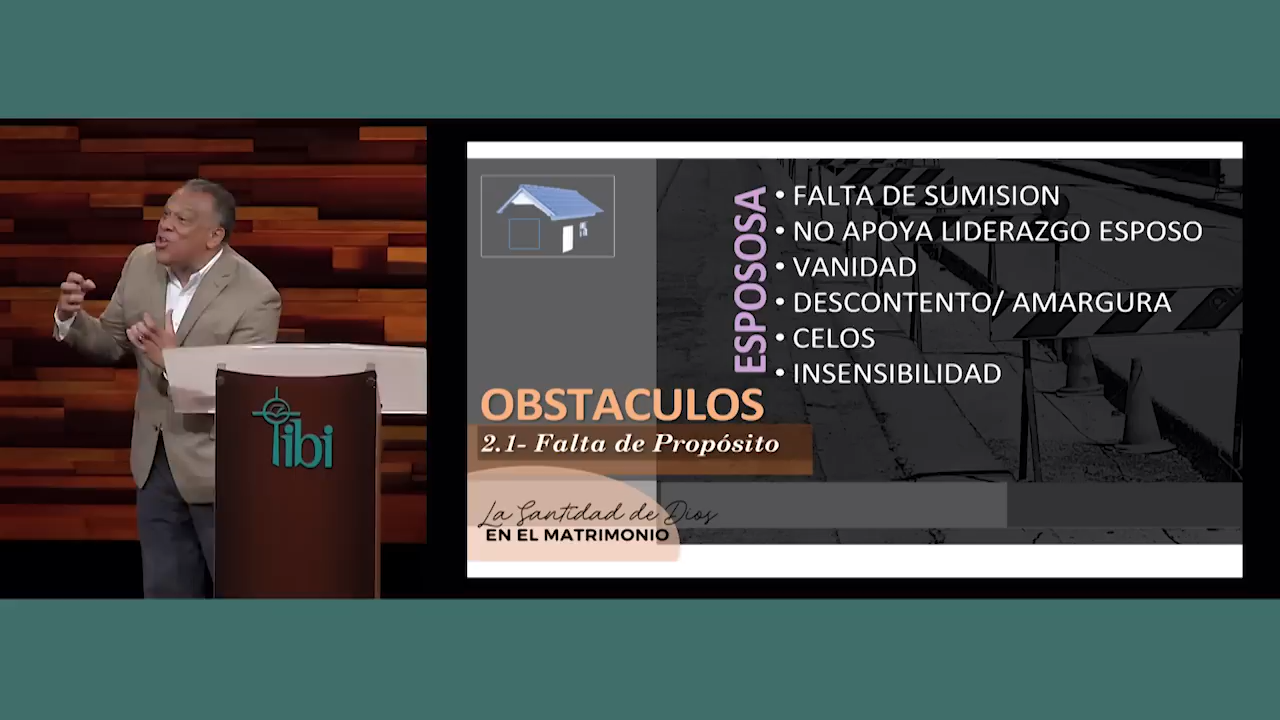 ibi
ESPOSOSA
• FALTA DE SUMISION
• NO APOYA LIDERAZGO ESPOSO
• VANIDAD
• DESCONTENTO/ AMARGURA
• CELOS
• INSENSIBILIDAD
OBSTACULOS
2.1- Falta de Propósito
La Santidad de Dios
EN EL MATRIMONIO